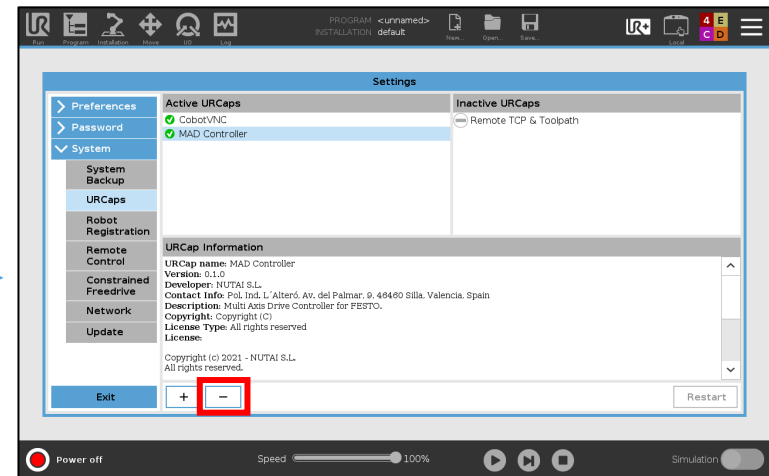 PROGRAM <unnamed>
INSTALLATION default
Run Program Installation Move I/O Log New... Open... Save... UR+ Local 4 E C D
Settings
Preferences
Password
System
System Backup
URCaps
Robot Registration
Remote Control
Constrained Freedrive
Network
Update
Exit
Active URCaps
CobotVNC
MAD Controller
Inactive URCaps
Remote TCP & Toolpath
URCap Information
URCap name: MAD Controller
Version: 0.1.0
Developer: NUTAI S.L.
Contact Info: Pol. Ind. L´Alteró, Av. del Palmar, 9, 46460 Silla, Valencia, Spain
Description: Multi Axis Drive Controller for FESTO.
Copyright: Copyright (C)
License Type: All rights reserved
License:
Copyright (c) 2021 - NUTAI S.L.
All rights reserved.
+ −
Restart
Power off
Speed 100%
Simulation